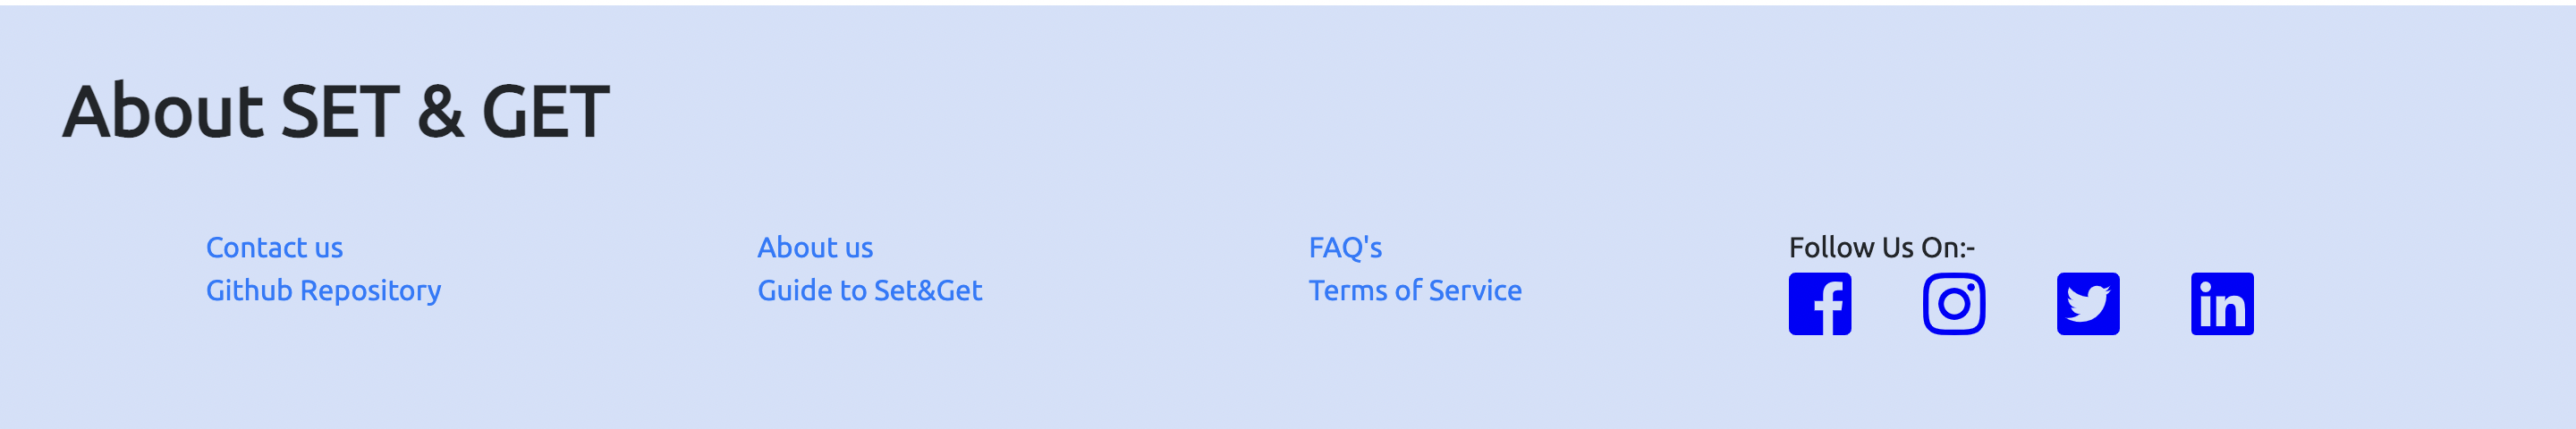 About SET & GET
Contact us
Github Repository
About us
Guide to Set&Get
FAQ's
Terms of Service
Follow Us On:-